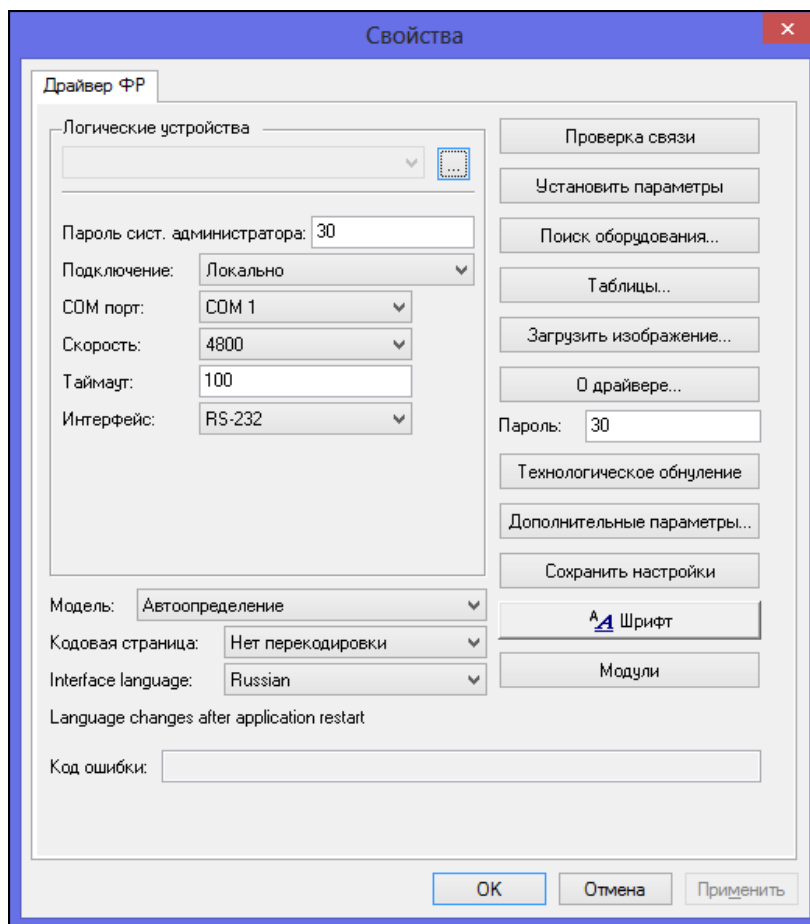 Свойства
Драйвер ФР
Логические устройства
...
Пароль сист. администратора: 30
Подключение: Локально
COM порт: COM 1
Скорость: 4800
Таймаут: 100
Интерфейс: RS-232
Проверка связи
Установить параметры
Поиск оборудования...
Таблицы...
Загрузить изображение...
О драйвере...
Пароль: 30
Технологическое обнуление
Дополнительные параметры...
Сохранить настройки
AA Шрифт
Модули
Модель: Автоопределение
Кодовая страница: Нет перекодировки
Interface language: Russian
Language changes after application restart
Код ошибки:
OK Отмена Применить